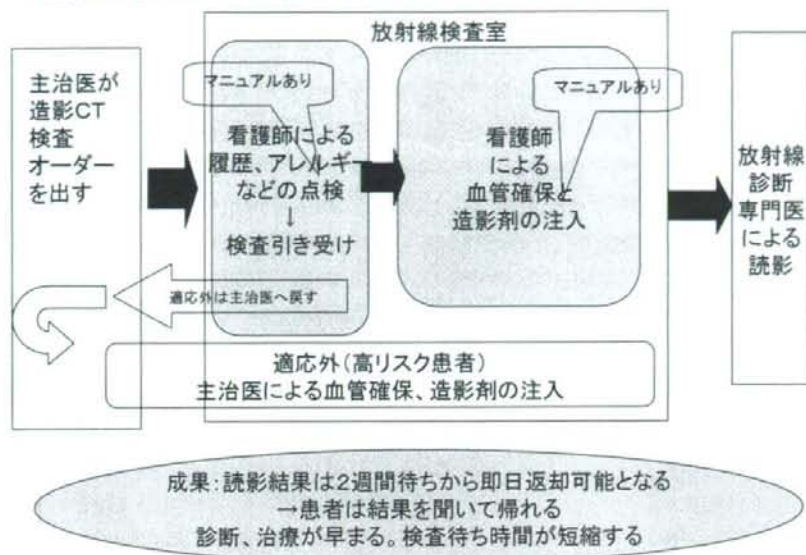 放射線検査室
主治医が
造影CT
検査
オーダー
を出す
マニュアルあり
看護師による
履歴、アレルギー
などの点検
↓
検査引き受け
マニュアルあり
看護師
による
血管確保と
造影剤の注入
放射線
診断
専門医
による
読影
適応外は主治医へ戻す
適応外(高リスク患者)
主治医による血管確保、造影剤の注入
成果:読影結果は2週間待ちから即日返却可能となる
→患者は結果を聞いて帰れる
診断、治療が早まる。検査待ち時間が短縮する